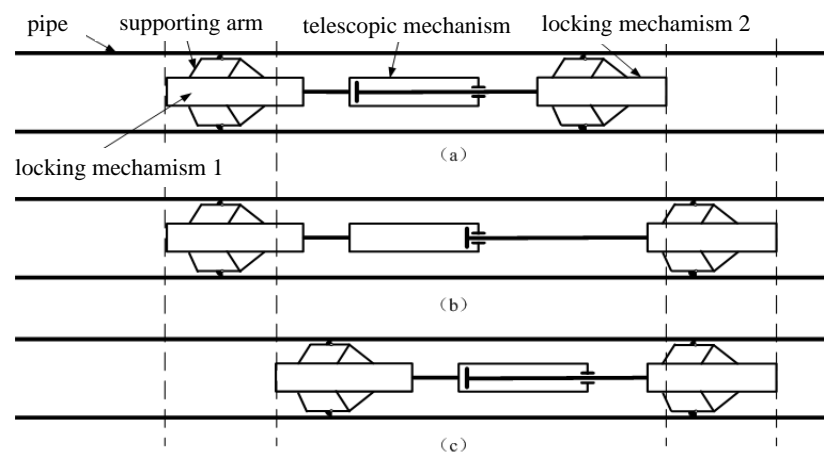 pipe
supporting arm
telescopic mechanism
locking mechamism 2
locking mechamism 1
(a)
(b)
(c)